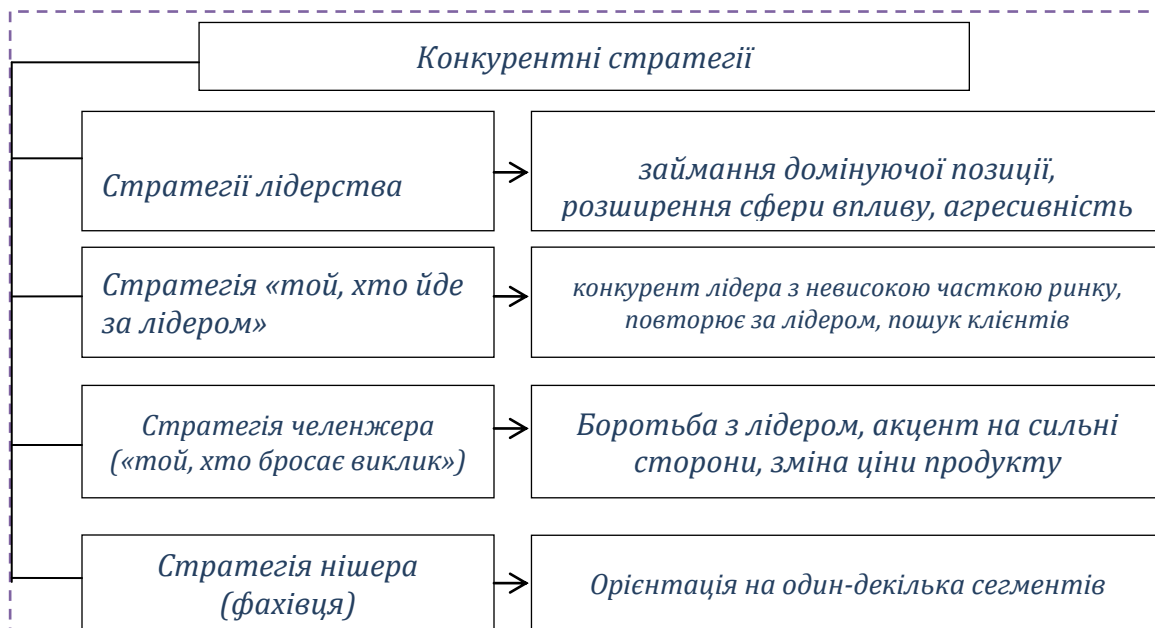 Конкурентні стратегії
Стратегії лідерства
займання домінуючої позиції,
розширення сфери впливу, агресивність
Стратегія «той, хто йде
за лідером»
конкурент лідера з невисокою часткою ринку,
повторює за лідером, пошук клієнтів
Стратегія челенжера
(«той, хто бросає виклик»)
Боротьба з лідером, акцент на сильні
сторони, зміна ціни продукту
Стратегія нішера
(фахівця)
Орієнтація на один-декілька сегментів